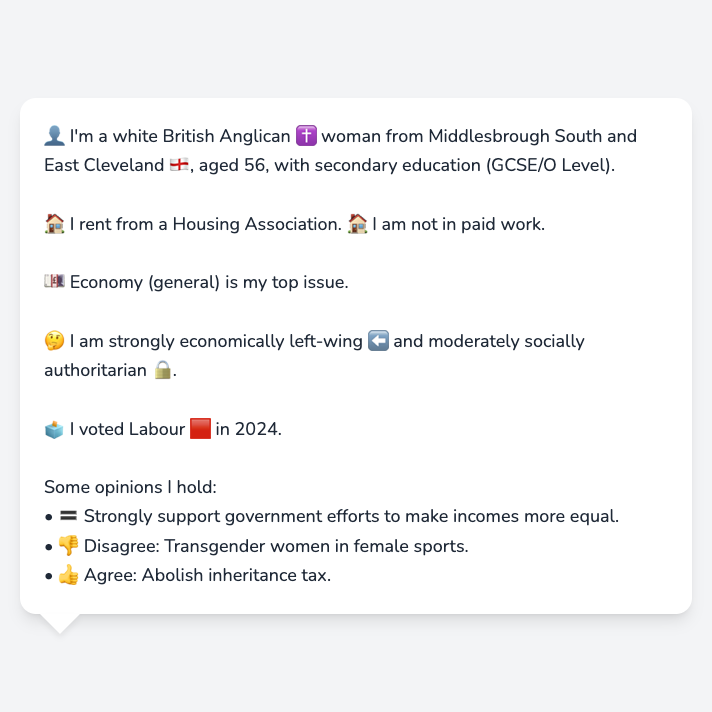 👤 I'm a white British Anglican ✝️ woman from Middlesbrough South and
East Cleveland 🏴󠁧󠁢󠁥󠁮󠁧󠁿, aged 56, with secondary education (GCSE/O Level).
🏠 I rent from a Housing Association. 🏠 I am not in paid work.
💷 Economy (general) is my top issue.
🤔 I am strongly economically left-wing ⬅️ and moderately socially
authoritarian 🔒.
🗳️ I voted Labour 🟥 in 2024.
Some opinions I hold:
• 🟰 Strongly support government efforts to make incomes more equal.
• 👎 Disagree: Transgender women in female sports.
• 👍 Agree: Abolish inheritance tax.